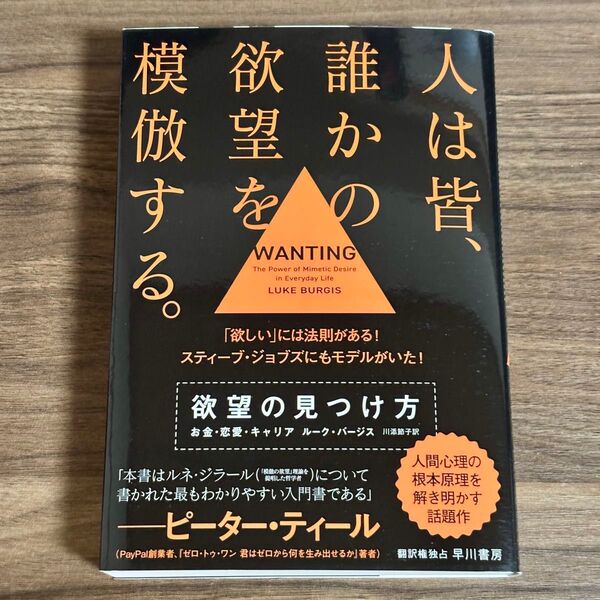 人は皆、
誰かの
欲望を
模倣する。
WANTING
The Power of Mimetic Desire
in Everyday Life
LUKE BURGIS
「欲しい」には法則がある!
スティーブ・ジョブズにもモデルがいた!
欲望の見つけ方
お金・恋愛・キャリア ルーク・バージス 川添節子訳
「本書はルネ・ジラール(「模倣の欲望」理論を提唱した哲学者)について
書かれた最もわかりやすい入門書である」
──ピーター・ティール
(PayPal創業者、『ゼロ・トゥ・ワン 君はゼロから何を生み出せるか』著者)
人間心理の
根本原理を
解き明かす
話題作
翻訳権独占 早川書房